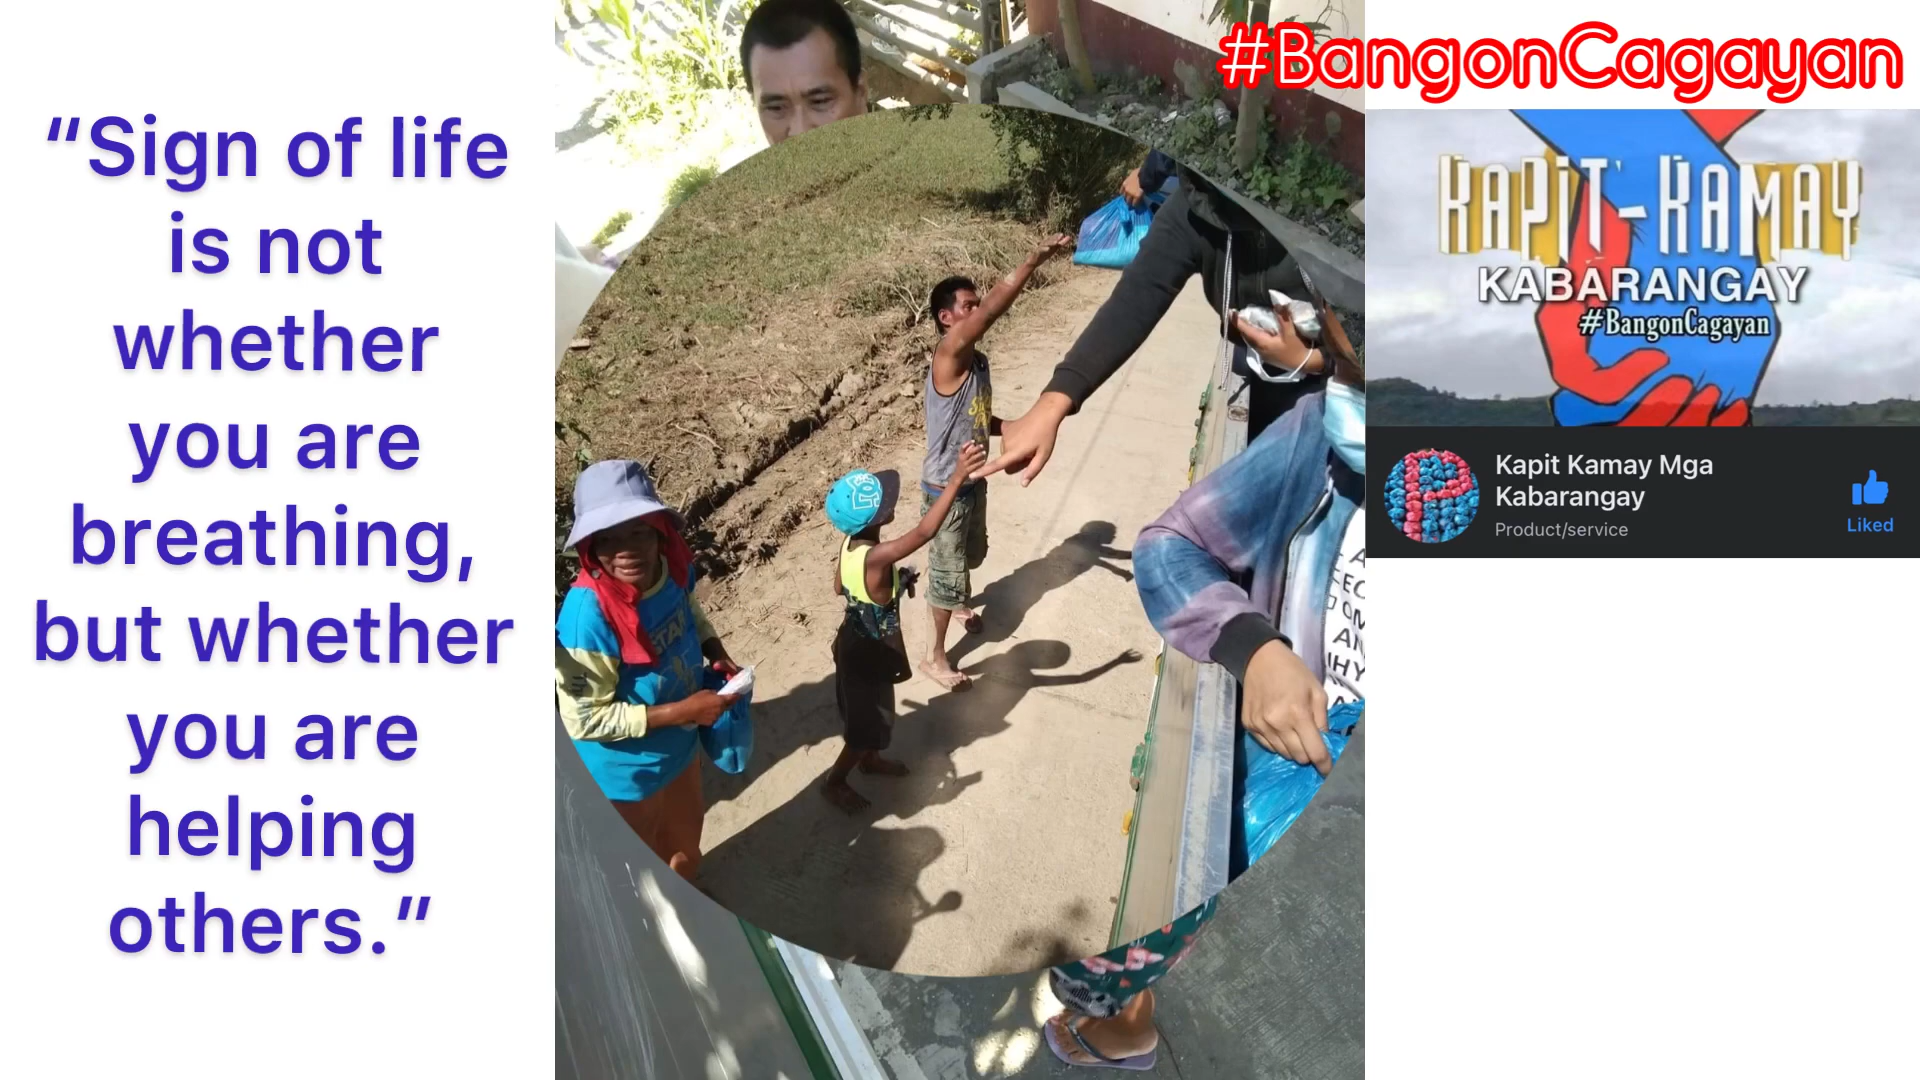 “Sign of life
is not
whether
you are
breathing,
but whether
you are
helping
others.”
#BangonCagayan
KAPIT-KAMAY
KABARANGAY
#BangonCagayan
Kapit Kamay Mga
Kabarangay
Product/service
Liked